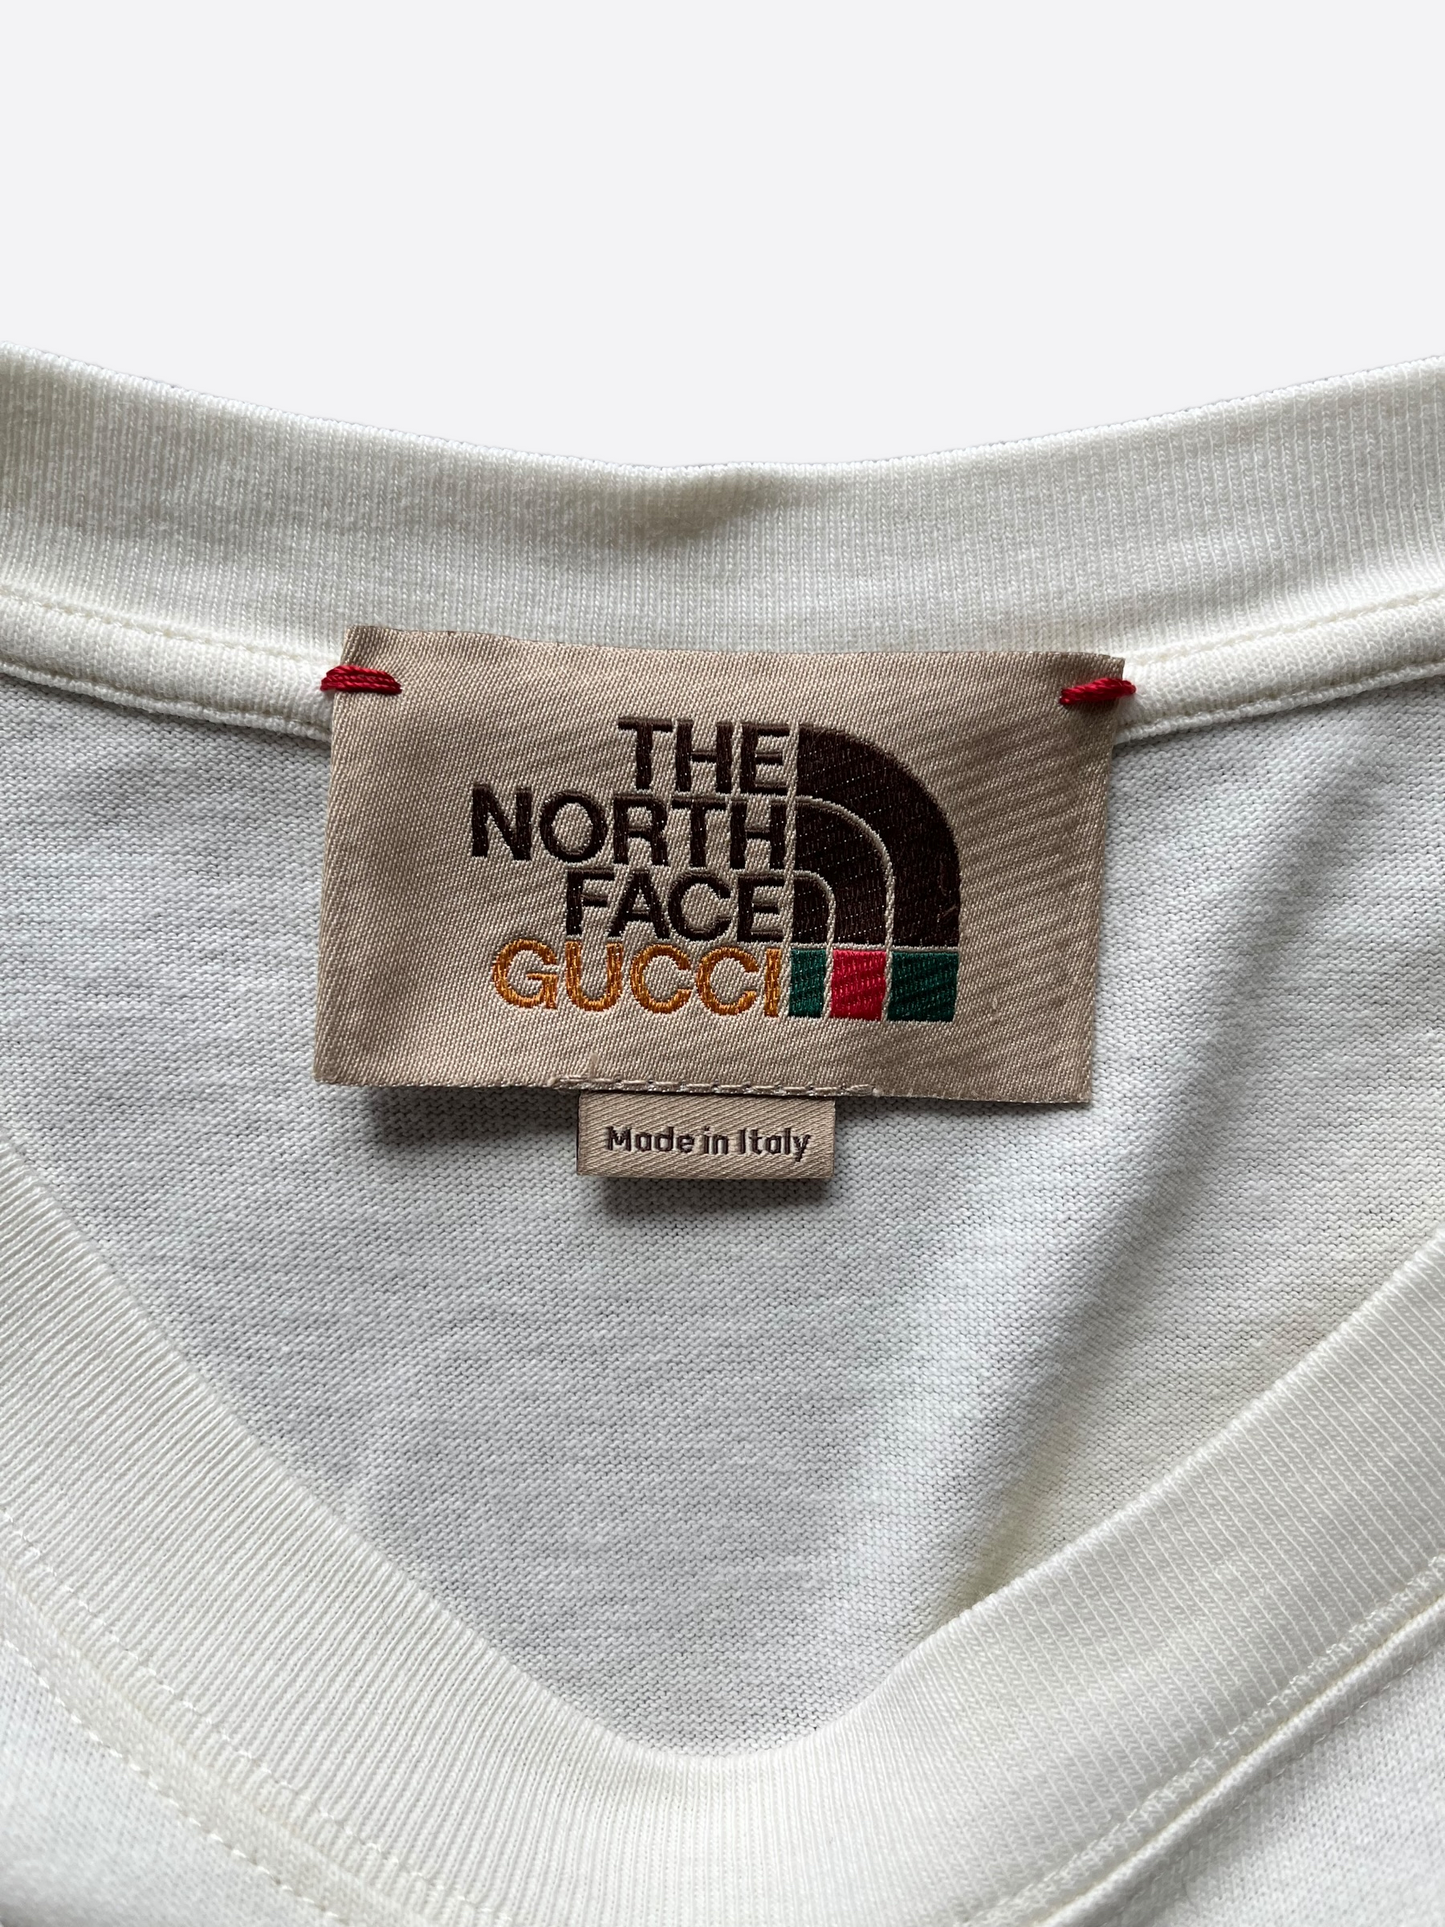 THE
NORTH
FACE
GUCCI
Made in Italy